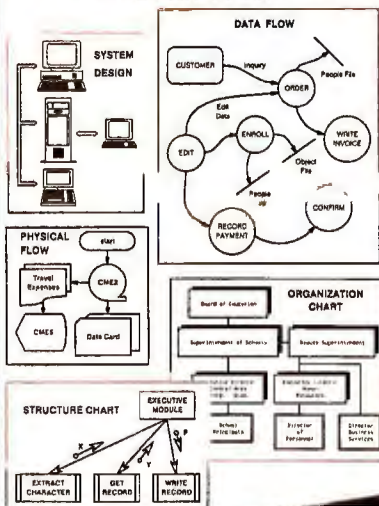 SYSTEM
DESIGN
DATA FLOW
CUSTOMER
Inquiry
People File
ORDER
Edit
Data
ENROLL
EDIT
WRITE
INVOICE
Object
File
People
CONFIRM
RECORD
PAYMENT
PHYSICAL
FLOW
start
Travel
Expenses
CME2
CME5
Data Card
ORGANIZATION
CHART
Board of Education
Superintendent of Schools
Deputy Superintendent
School
Principals
Director
of
Personnel
Director
Business
Services
STRUCTURE CHART
EXECUTIVE
MODULE
X
Y
P
EXTRACT
CHARACTER
GET
RECORD
WRITE
RECORD